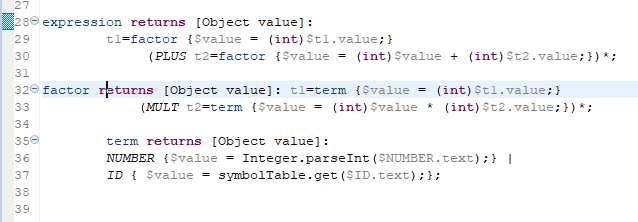 27
28 expression returns [Object value]:
29 t1=factor {$value = (int)$t1.value;}
30 (PLUS t2=factor {$value = (int)$value + (int)$t2.value;})*;
31
32 factor returns [Object value]: t1=term {$value = (int)$t1.value;}
33 (MULT t2=term {$value = (int)$value * (int)$t2.value;})*;
34
35 term returns [Object value]:
36 NUMBER {$value = Integer.parseInt($NUMBER.text);} |
37 ID { $value = symbolTable.get($ID.text);};
38
39